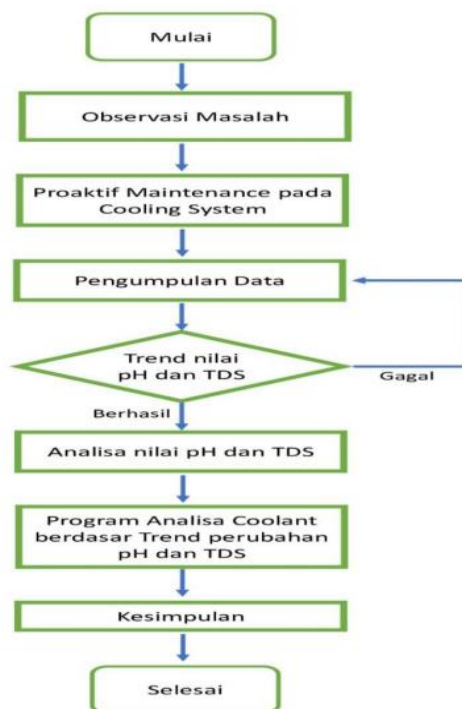 Mulai
Observasi Masalah
Proaktif Maintenance pada
Cooling System
Pengumpulan Data
Trend nilai
pH dan TDS
Gagal
Berhasil
Analisa nilai pH dan TDS
Program Analisa Coolant
berdasar Trend perubahan
pH dan TDS
Kesimpulan
Selesai